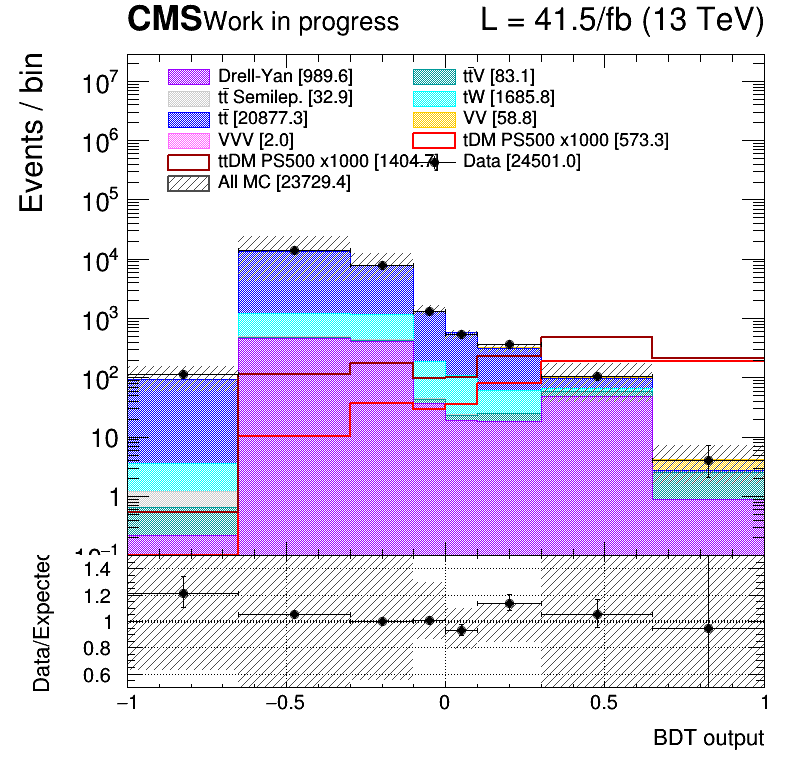 CMS Work in progress L = 41.5/fb (13 TeV)
Events / bin
10⁷
10⁶
10⁵
10⁴
10³
10²
10
1
10⁻¹
Drell-Yan [989.6]
tt̄V [83.1]
tt̄ Semilep. [32.9]
tW [1685.8]
tt̄ [20877.3]
VV [58.8]
VVV [2.0]
tDM PS500 x1000 [573.3]
ttDM PS500 x1000 [1404.7]
Data [24501.0]
All MC [23729.4]
Data/Expected
1.4
1.2
1
0.8
0.6
−1 −0.5 0 0.5 1
BDT output